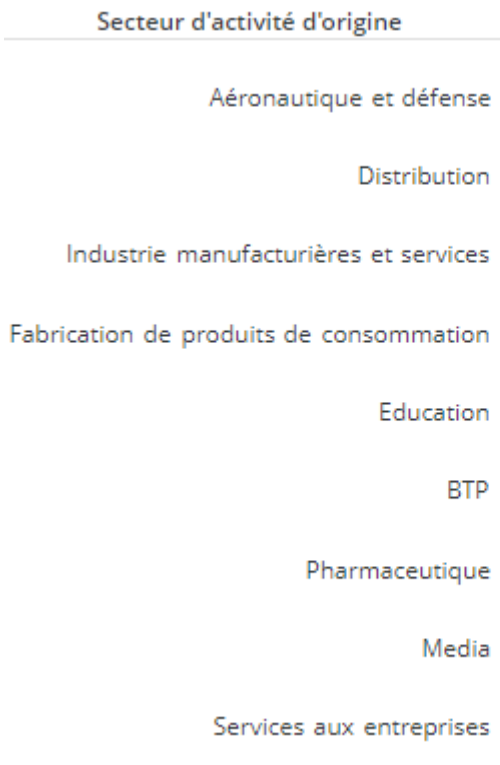 Secteur d'activité d'origine
Aéronautique et défense
Distribution
Industrie manufacturières et services
Fabrication de produits de consommation
Education
BTP
Pharmaceutique
Media
Services aux entreprises